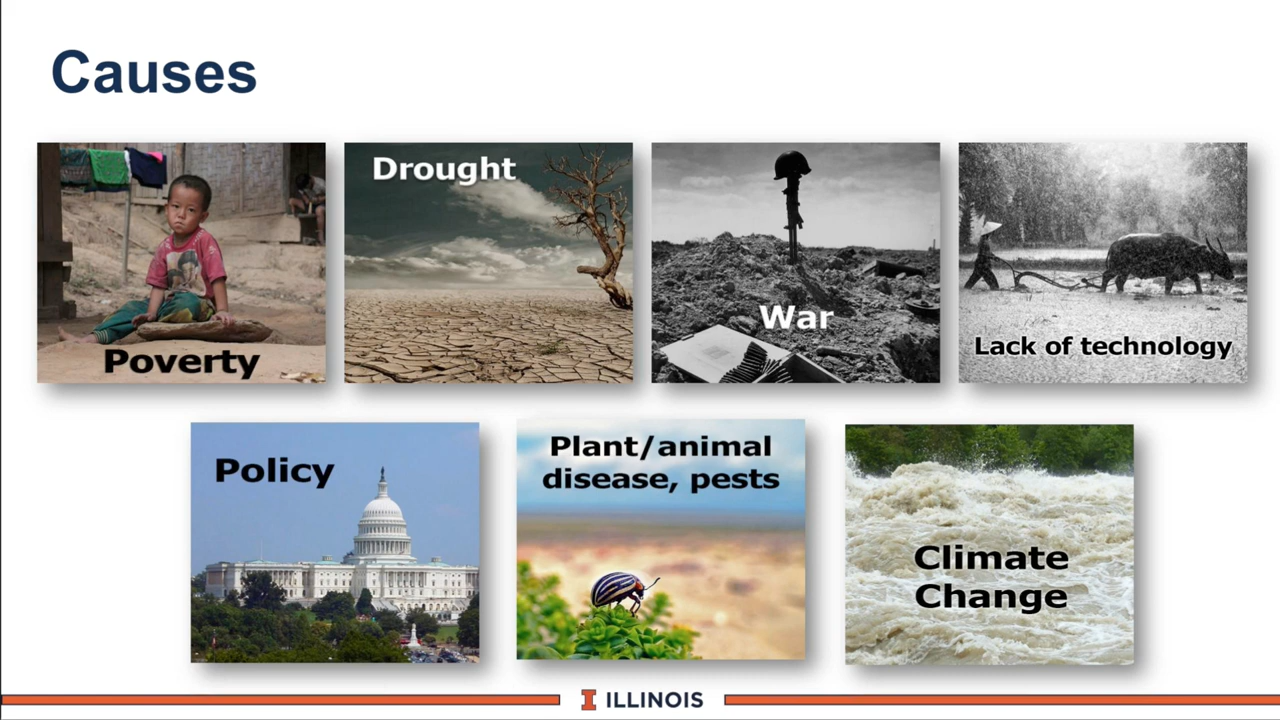 Causes
Poverty
Drought
War
Lack of technology
Policy
Plant/animal
disease, pests
Climate
Change
I ILLINOIS